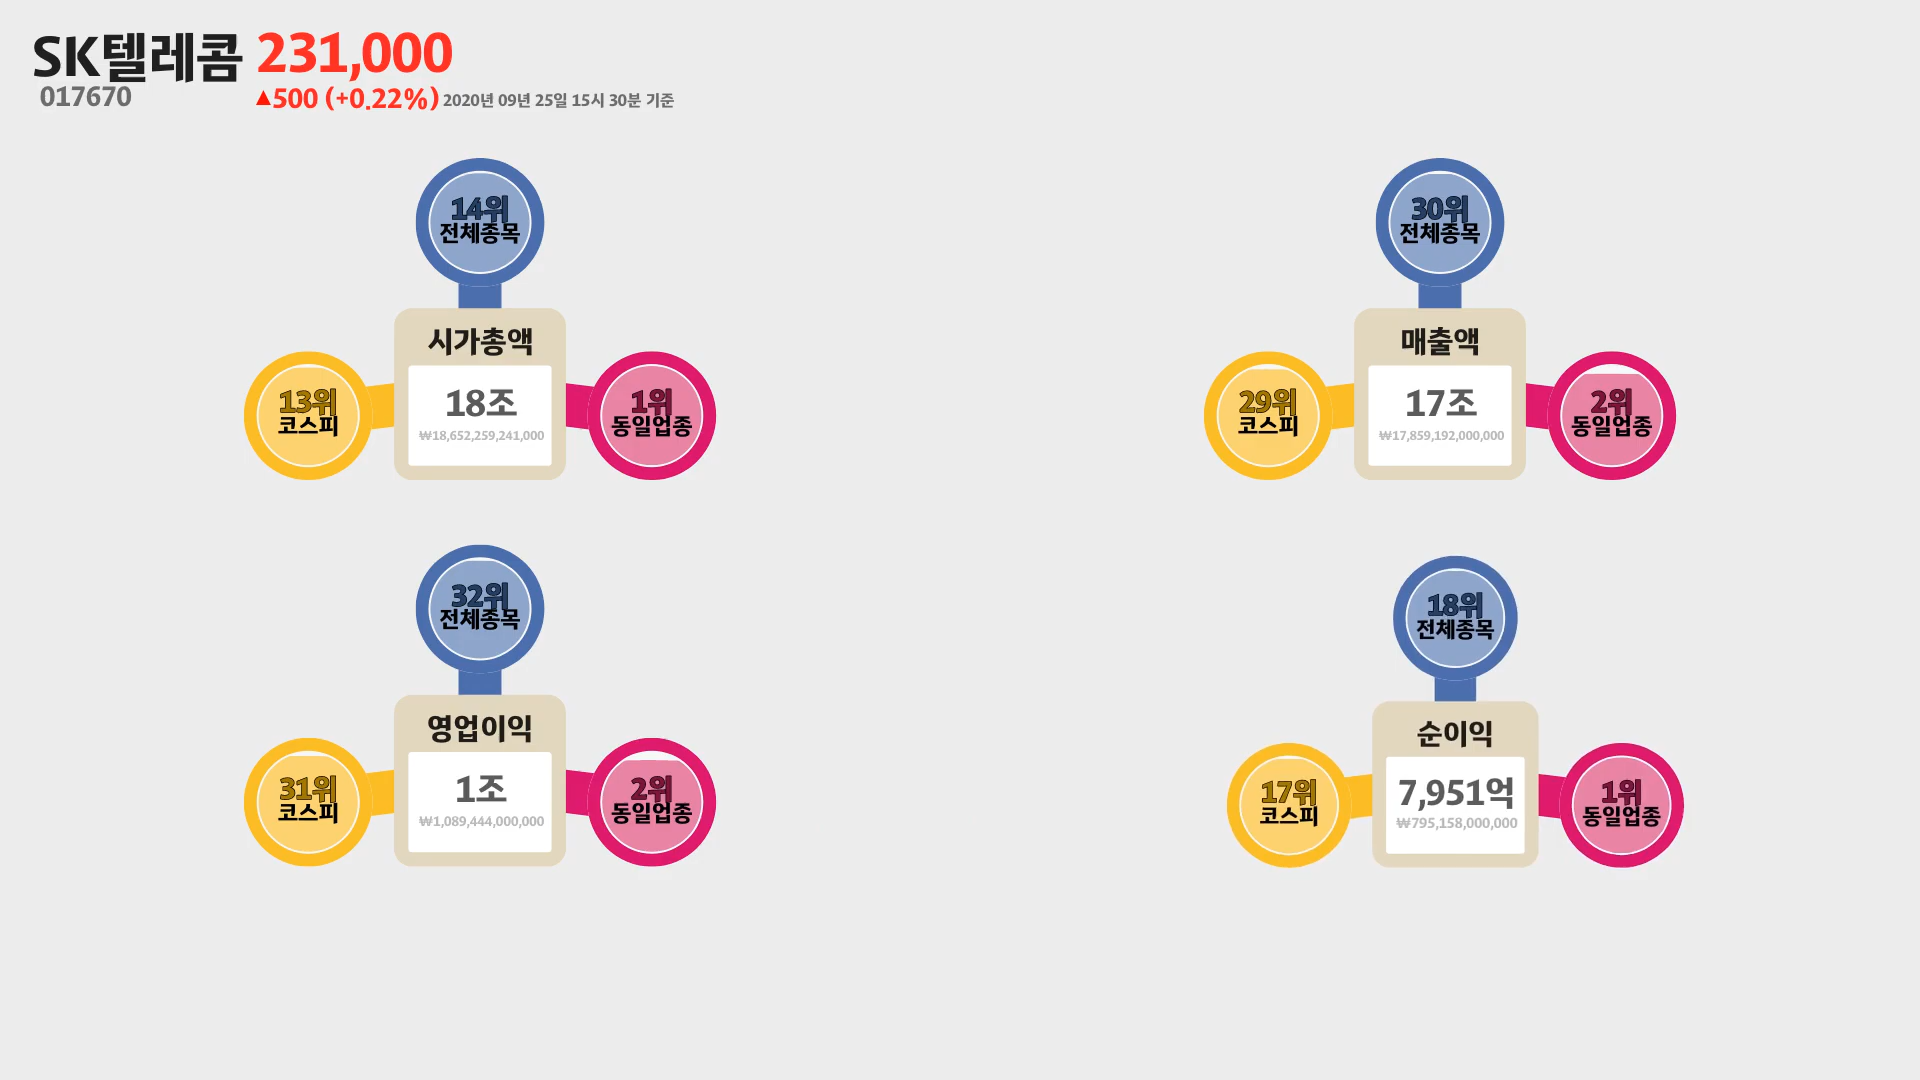 SK텔레콤 231,000
017670
▲500 (+0.22%) 2020년 09년 25일 15시 30분 기준
14위
전체종목
시가총액
13위
코스피
18조
₩18,652,259,241,000
1위
동일업종
30위
전체종목
매출액
29위
코스피
17조
₩17,859,192,000,000
2위
동일업종
32위
전체종목
영업이익
31위
코스피
1조
₩1,089,444,000,000
2위
동일업종
18위
전체종목
순이익
17위
코스피
7,951억
₩795,158,000,000
1위
동일업종